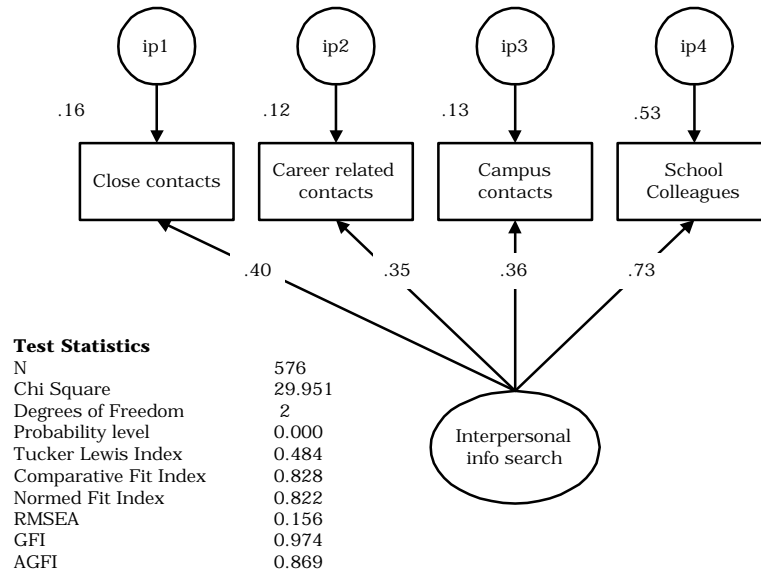 ip1
ip2
ip3
ip4
.16
.12
.13
.53
Close contacts
Career related
contacts
Campus
contacts
School
Colleagues
.40
.35
.36
.73
Test Statistics
N 576
Chi Square 29.951
Degrees of Freedom 2
Probability level 0.000
Tucker Lewis Index 0.484
Comparative Fit Index 0.828
Normed Fit Index 0.822
RMSEA 0.156
GFI 0.974
AGFI 0.869
Interpersonal
info search